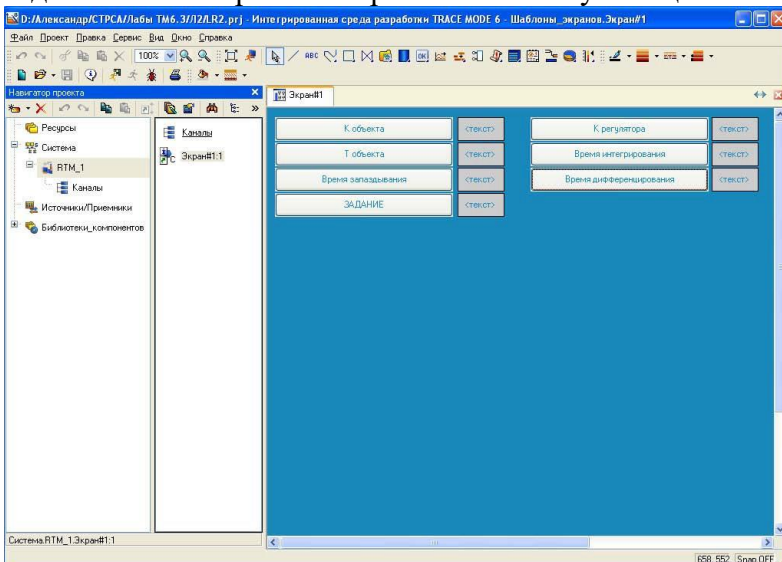 D:/Александр/СТРСА/Лабы ТМ6.3/Л12/LR2.prj - Интегрированная среда разработки TRACE MODE 6 - Шаблоны_экранов.Экран#1
Файл Проект Правка Сервис Вид Окно Справка
100%
ABC
OK
Навигатор проекта
Экран#1
Ресурсы
Система
RTM_1
Каналы
Источники/Приемники
Библиотеки_компонентов
Каналы
Экран#1:1
К объекта <текст> К регулятора <текст>
Т объекта <текст> Время интегрирования <текст>
Время запаздывания <текст> Время дифференцирования <текст>
ЗАДАНИЕ <текст>
Система.RTM_1.Экран#1:1
658, 552 Snap OFF